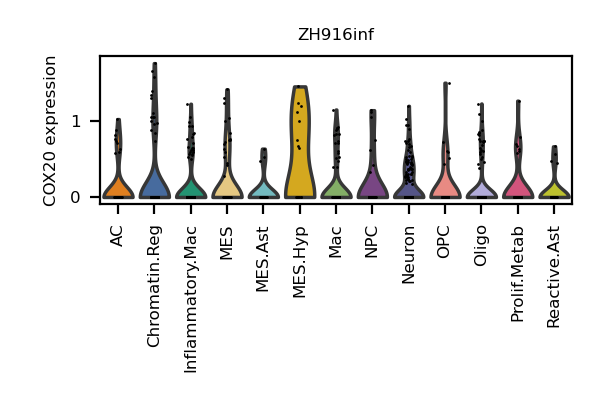 ZH916inf
COX20 expression
1
0
AC
Chromatin.Reg
Inflammatory.Mac
MES
MES.Ast
MES.Hyp
Mac
NPC
Neuron
OPC
Oligo
Prolif.Metab
Reactive.Ast